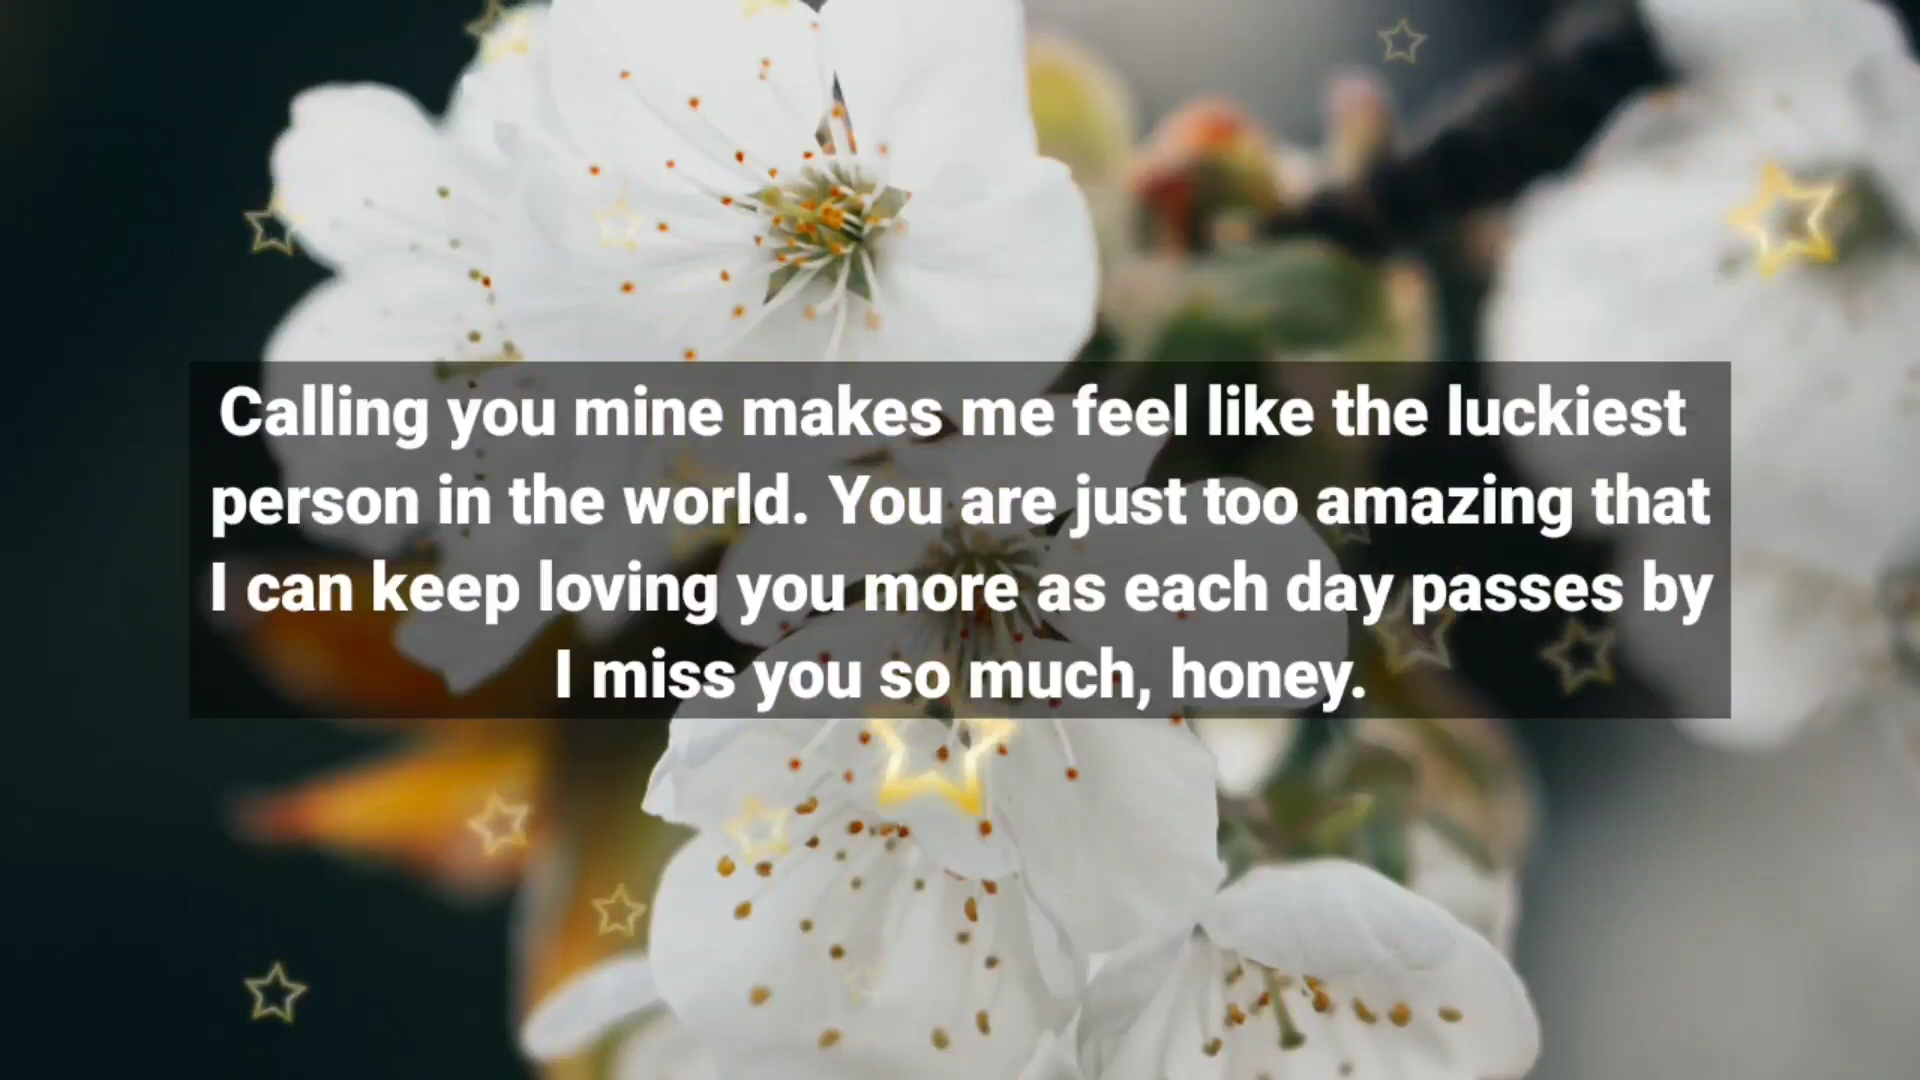 Calling you mine makes me feel like the luckiest
person in the world. You are just too amazing that
I can keep loving you more as each day passes by
I miss you so much, honey.